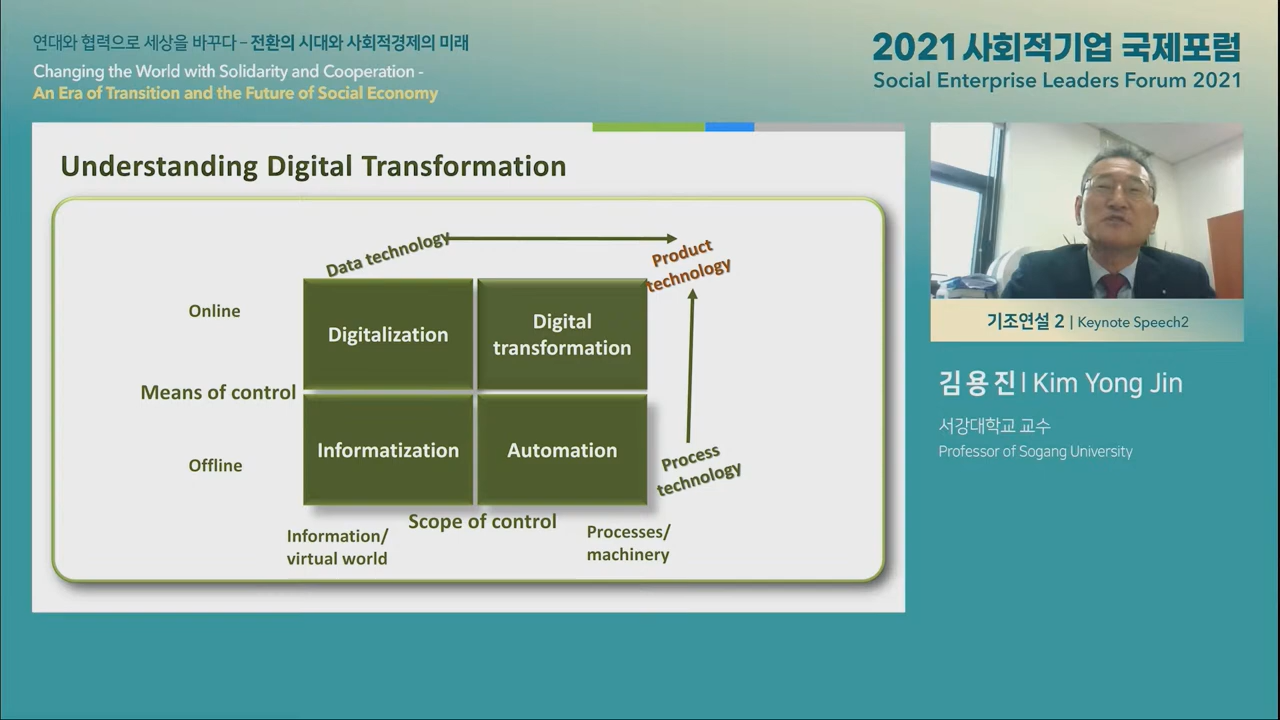 연대와 협력으로 세상을 바꾸다 – 전환의 시대와 사회적경제의 미래
Changing the World with Solidarity and Cooperation -
An Era of Transition and the Future of Social Economy
2021 사회적기업 국제포럼
Social Enterprise Leaders Forum 2021
Understanding Digital Transformation
Data technology
Product
technology
Online
Digitalization
Digital
transformation
Means of control
Informatization
Automation
Offline
Process
technology
Scope of control
Information/
virtual world
Processes/
machinery
기조연설 2 | Keynote Speech2
김용진 | Kim Yong Jin
서강대학교 교수
Professor of Sogang University